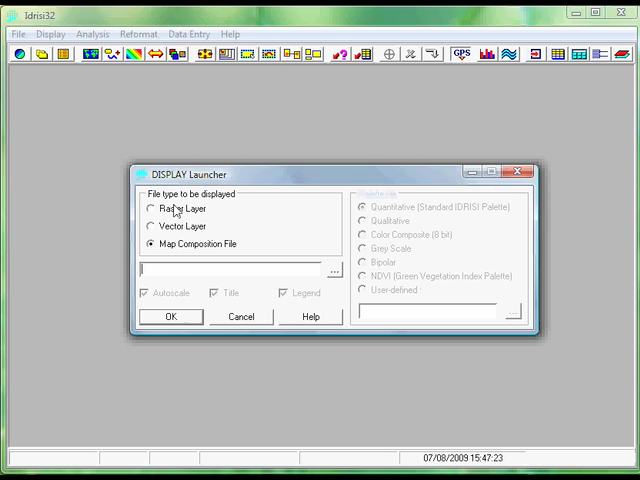 Idrisi32
File Display Analysis Reformat Data Entry Help
GPS
DISPLAY Launcher
File type to be displayed
Raster Layer
Vector Layer
Map Composition File
...
Autoscale Title Legend
OK Cancel Help
Quantitative (Standard IDRISI Palette)
Qualitative
Color Composite (8 bit)
Grey Scale
Bipolar
NDVI (Green Vegetation Index Palette)
User-defined :
...
07/08/2009 15:47:23